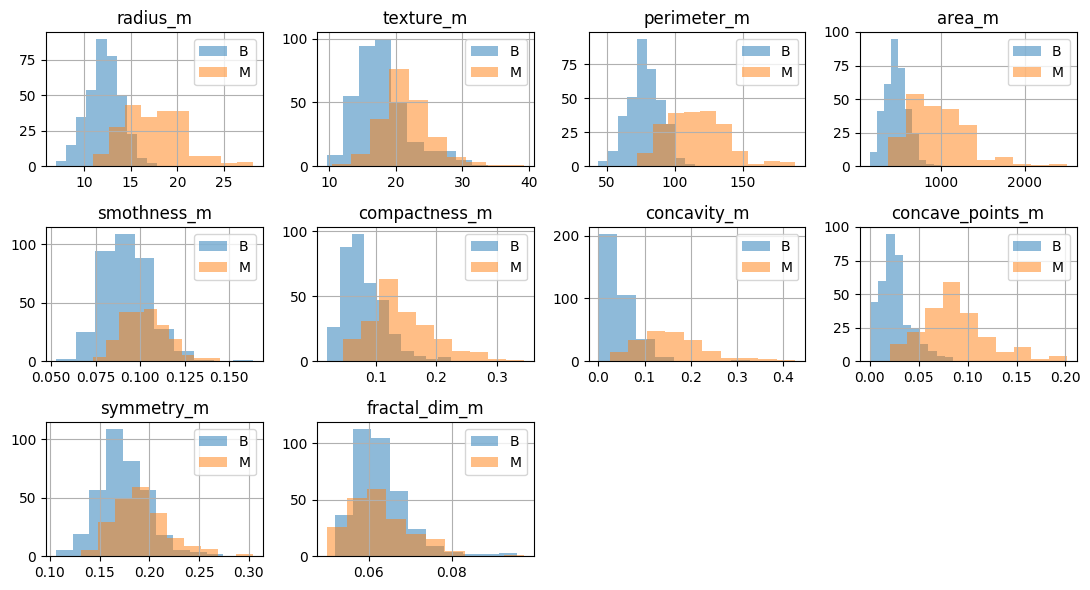 radius_m
texture_m
perimeter_m
area_m
75
50
25
0
10
15
20
25
B
M
100
50
0
10
20
30
40
B
M
75
50
25
0
50
100
150
B
M
100
75
50
25
0
1000
2000
B
M
smothness_m
compactness_m
concavity_m
concave_points_m
100
50
0
0.050
0.075
0.100
0.125
0.150
B
M
100
50
0
0.1
0.2
0.3
B
M
200
100
0
0.0
0.1
0.2
0.3
0.4
B
M
100
75
50
25
0
0.00
0.05
0.10
0.15
0.20
B
M
symmetry_m
fractal_dim_m
100
50
0
0.10
0.15
0.20
0.25
0.30
B
M
100
50
0
0.06
0.08
B
M